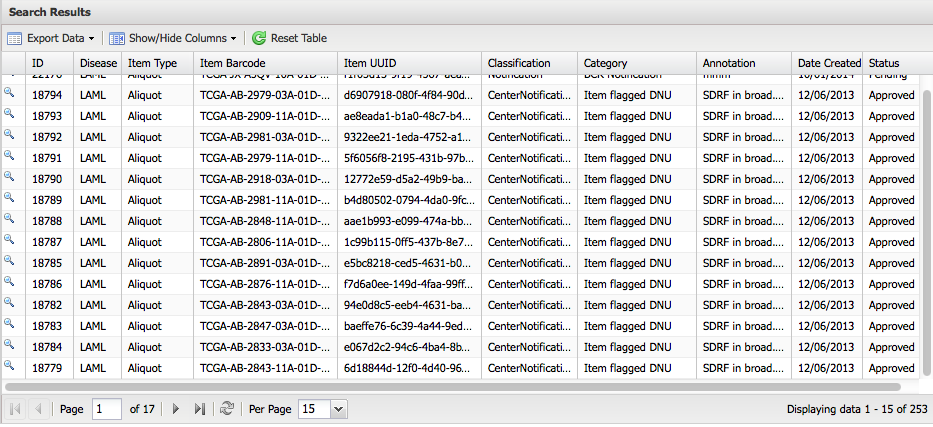 Search Results
Export Data Show/Hide Columns Reset Table
ID Disease Item Type Item Barcode Item UUID Classification Category Annotation Date Created Status
22176 LAML Aliquot Notification BCR Notification mmm 10/01/2014 Pending
18794 LAML Aliquot TCGA-AB-2979-03A-01D-... d6907918-080f-4f84-90d... CenterNotificati... Item flagged DNU SDRF in broad.... 12/06/2013 Approved
18793 LAML Aliquot TCGA-AB-2909-11A-01D-... ae8eada1-b1a0-48c7-b4... CenterNotificati... Item flagged DNU SDRF in broad.... 12/06/2013 Approved
18792 LAML Aliquot TCGA-AB-2981-03A-01D-... 9322ee21-1eda-4752-a1... CenterNotificati... Item flagged DNU SDRF in broad.... 12/06/2013 Approved
18791 LAML Aliquot TCGA-AB-2979-11A-01D-... 5f6056f8-2195-431b-97b... CenterNotificati... Item flagged DNU SDRF in broad.... 12/06/2013 Approved
18790 LAML Aliquot TCGA-AB-2918-03A-01D-... 12772e59-d5a2-49b9-ba... CenterNotificati... Item flagged DNU SDRF in broad.... 12/06/2013 Approved
18789 LAML Aliquot TCGA-AB-2981-11A-01D-... b4d80502-0794-4da0-9fc... CenterNotificati... Item flagged DNU SDRF in broad.... 12/06/2013 Approved
18788 LAML Aliquot TCGA-AB-2848-11A-01D-... aae1b993-e099-474a-bb... CenterNotificati... Item flagged DNU SDRF in broad.... 12/06/2013 Approved
18787 LAML Aliquot TCGA-AB-2806-11A-01D-... 1c99b115-0ff5-437b-8e7... CenterNotificati... Item flagged DNU SDRF in broad.... 12/06/2013 Approved
18785 LAML Aliquot TCGA-AB-2891-03A-01D-... e5bc8218-ced5-4631-b0... CenterNotificati... Item flagged DNU SDRF in broad.... 12/06/2013 Approved
18786 LAML Aliquot TCGA-AB-2876-11A-01D-... f7d6a0ee-149d-4faa-99ff... CenterNotificati... Item flagged DNU SDRF in broad.... 12/06/2013 Approved
18782 LAML Aliquot TCGA-AB-2843-03A-01D-... 94e0d8c5-eeb4-4631-ba... CenterNotificati... Item flagged DNU SDRF in broad.... 12/06/2013 Approved
18783 LAML Aliquot TCGA-AB-2847-03A-01D-... baeffe76-6c39-4a44-9ed... CenterNotificati... Item flagged DNU SDRF in broad.... 12/06/2013 Approved
18784 LAML Aliquot TCGA-AB-2833-03A-01D-... e067d2c2-94c6-4ba4-8b... CenterNotificati... Item flagged DNU SDRF in broad.... 12/06/2013 Approved
18779 LAML Aliquot TCGA-AB-2843-11A-01D-... 6d18844d-12f0-4d40-96... CenterNotificati... Item flagged DNU SDRF in broad.... 12/06/2013 Approved
Page 1 of 17 Per Page 15 Displaying data 1 - 15 of 253